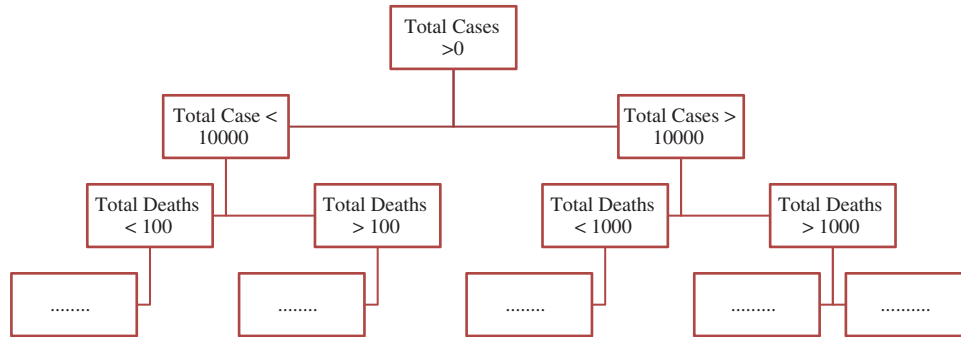 Total Cases
>0
Total Case <
10000
Total Cases >
10000
Total Deaths
< 100
Total Deaths
> 100
Total Deaths
< 1000
Total Deaths
> 1000
........
........
........
.........
..........